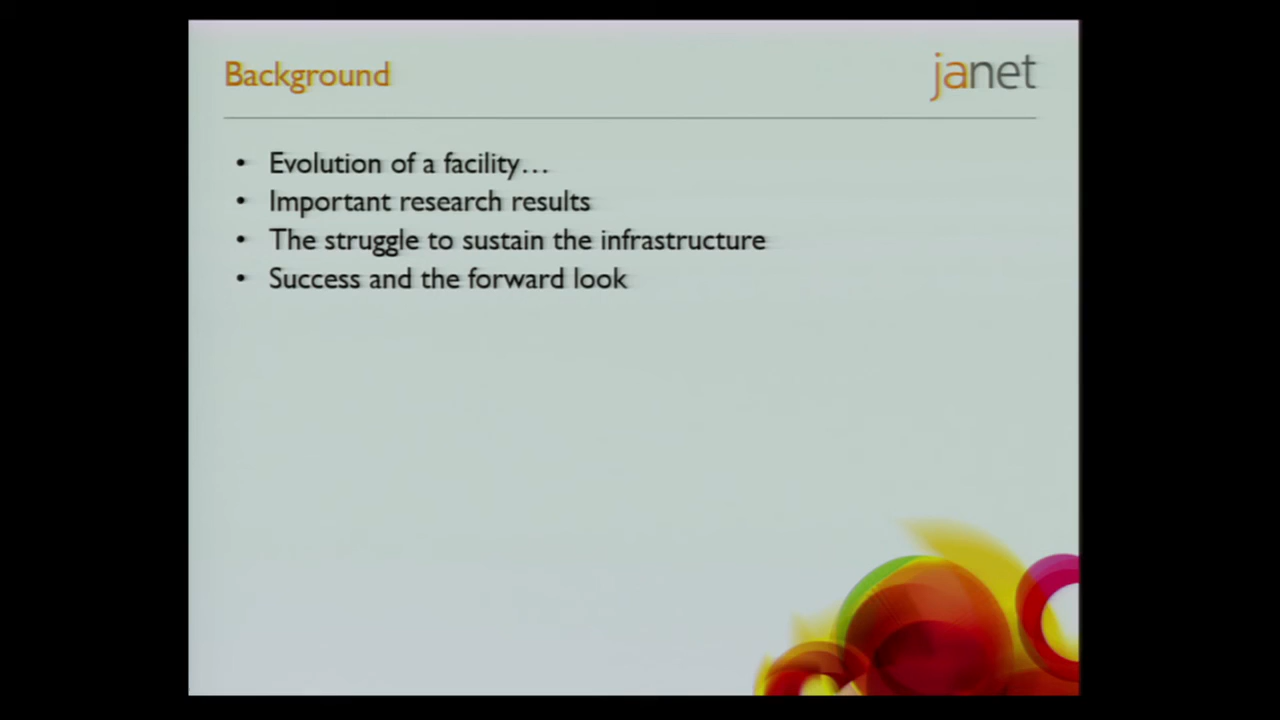 Background
janet
• Evolution of a facility…
• Important research results
• The struggle to sustain the infrastructure
• Success and the forward look